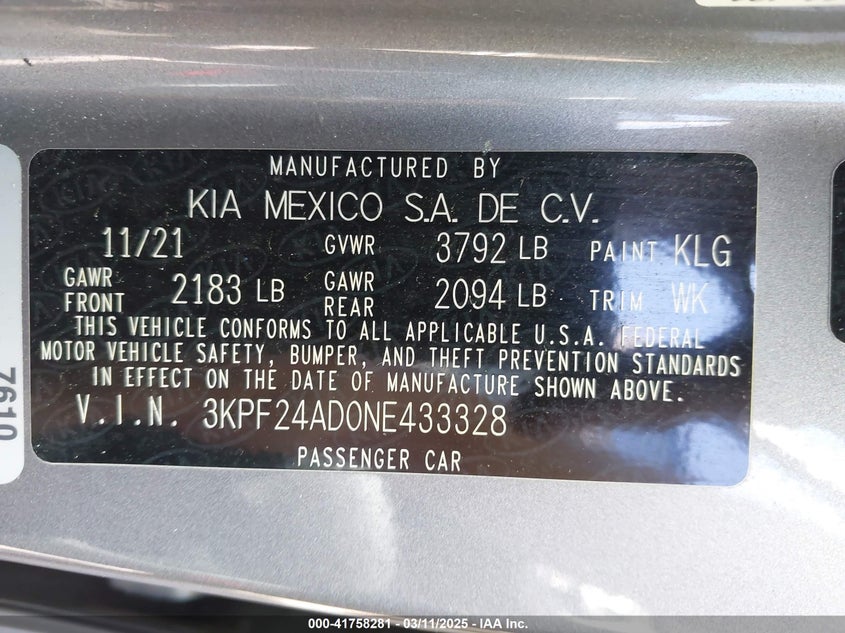 MANUFACTURED BY
KIA MEXICO S.A. DE C.V.
11/21 GVWR 3792 LB PAINT KLG
GAWR FRONT 2183 LB GAWR REAR 2094 LB TRIM WK
THIS VEHICLE CONFORMS TO ALL APPLICABLE U.S.A. FEDERAL
MOTOR VEHICLE SAFETY, BUMPER, AND THEFT PREVENTION STANDARDS
IN EFFECT ON THE DATE OF MANUFACTURE SHOWN ABOVE.
V.I.N. 3KPF24AD0NE433328
PASSENGER CAR
7610
000-41758281 - 03/11/2025 - IAA Inc.